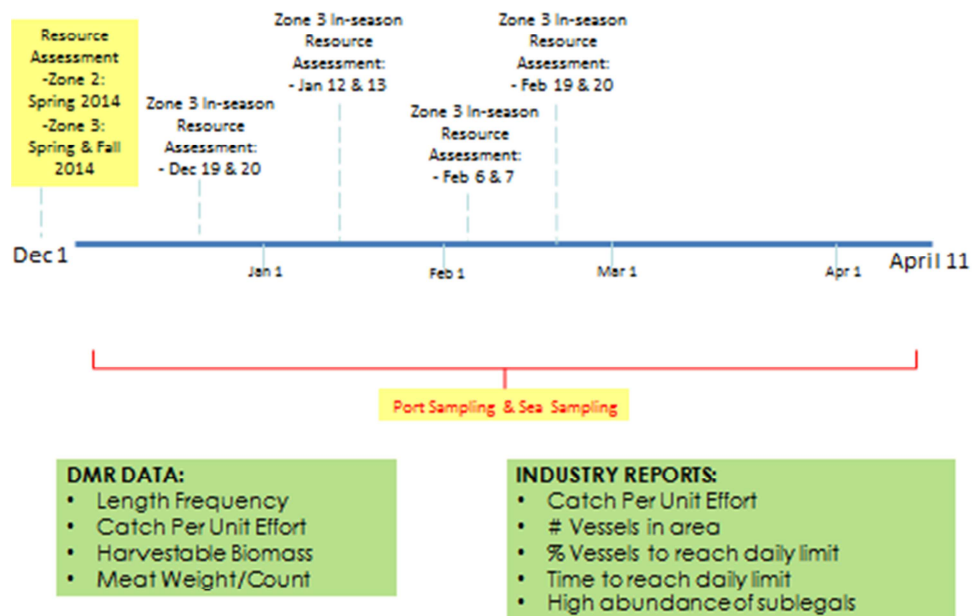 Resource
Assessment
-Zone 2:
Spring 2014
-Zone 3:
Spring & Fall
2014
Zone 3 In-season
Resource
Assessment:
- Dec 19 & 20
Zone 3 In-season
Resource
Assessment:
- Jan 12 & 13
Zone 3 In-season
Resource
Assessment:
- Feb 6 & 7
Zone 3 In-season
Resource
Assessment:
- Feb 19 & 20
Dec 1
Jan 1
Feb 1
Mar 1
Apr 1
April 11
Port Sampling & Sea Sampling
DMR DATA:
• Length Frequency
• Catch Per Unit Effort
• Harvestable Biomass
• Meat Weight/Count
INDUSTRY REPORTS:
• Catch Per Unit Effort
• # Vessels in area
• % Vessels to reach daily limit
• Time to reach daily limit
• High abundance of sublegals